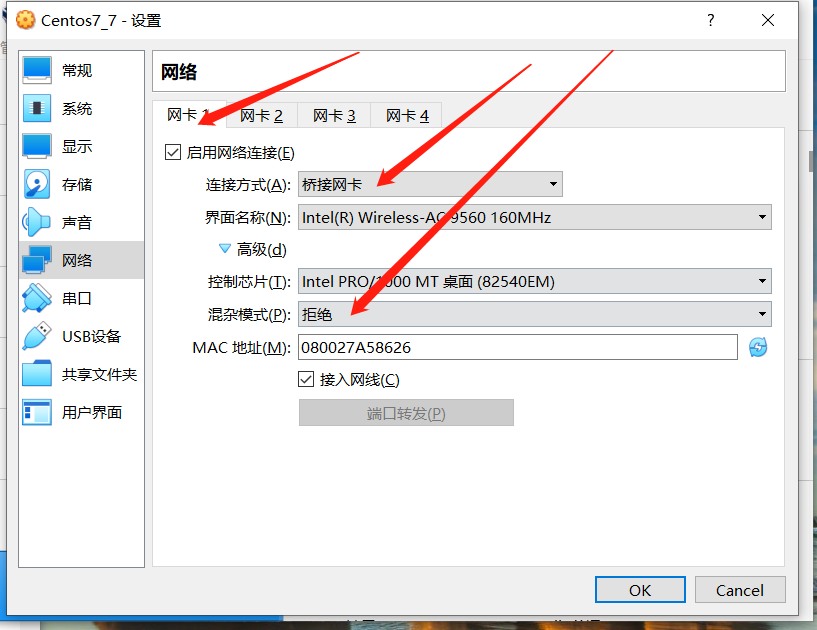 Centos7_7 - 设置
?
常规
系统
显示
存储
声音
网络
串口
USB设备
共享文件夹
用户界面
网络
网卡 1 网卡 2 网卡 3 网卡 4
启用网络连接(E)
连接方式(A): 桥接网卡
界面名称(N): Intel(R) Wireless-AC 9560 160MHz
高级(d)
控制芯片(T): Intel PRO/1000 MT 桌面 (82540EM)
混杂模式(P): 拒绝
MAC 地址(M): 080027A58626
接入网线(C)
端口转发(P)
OK Cancel